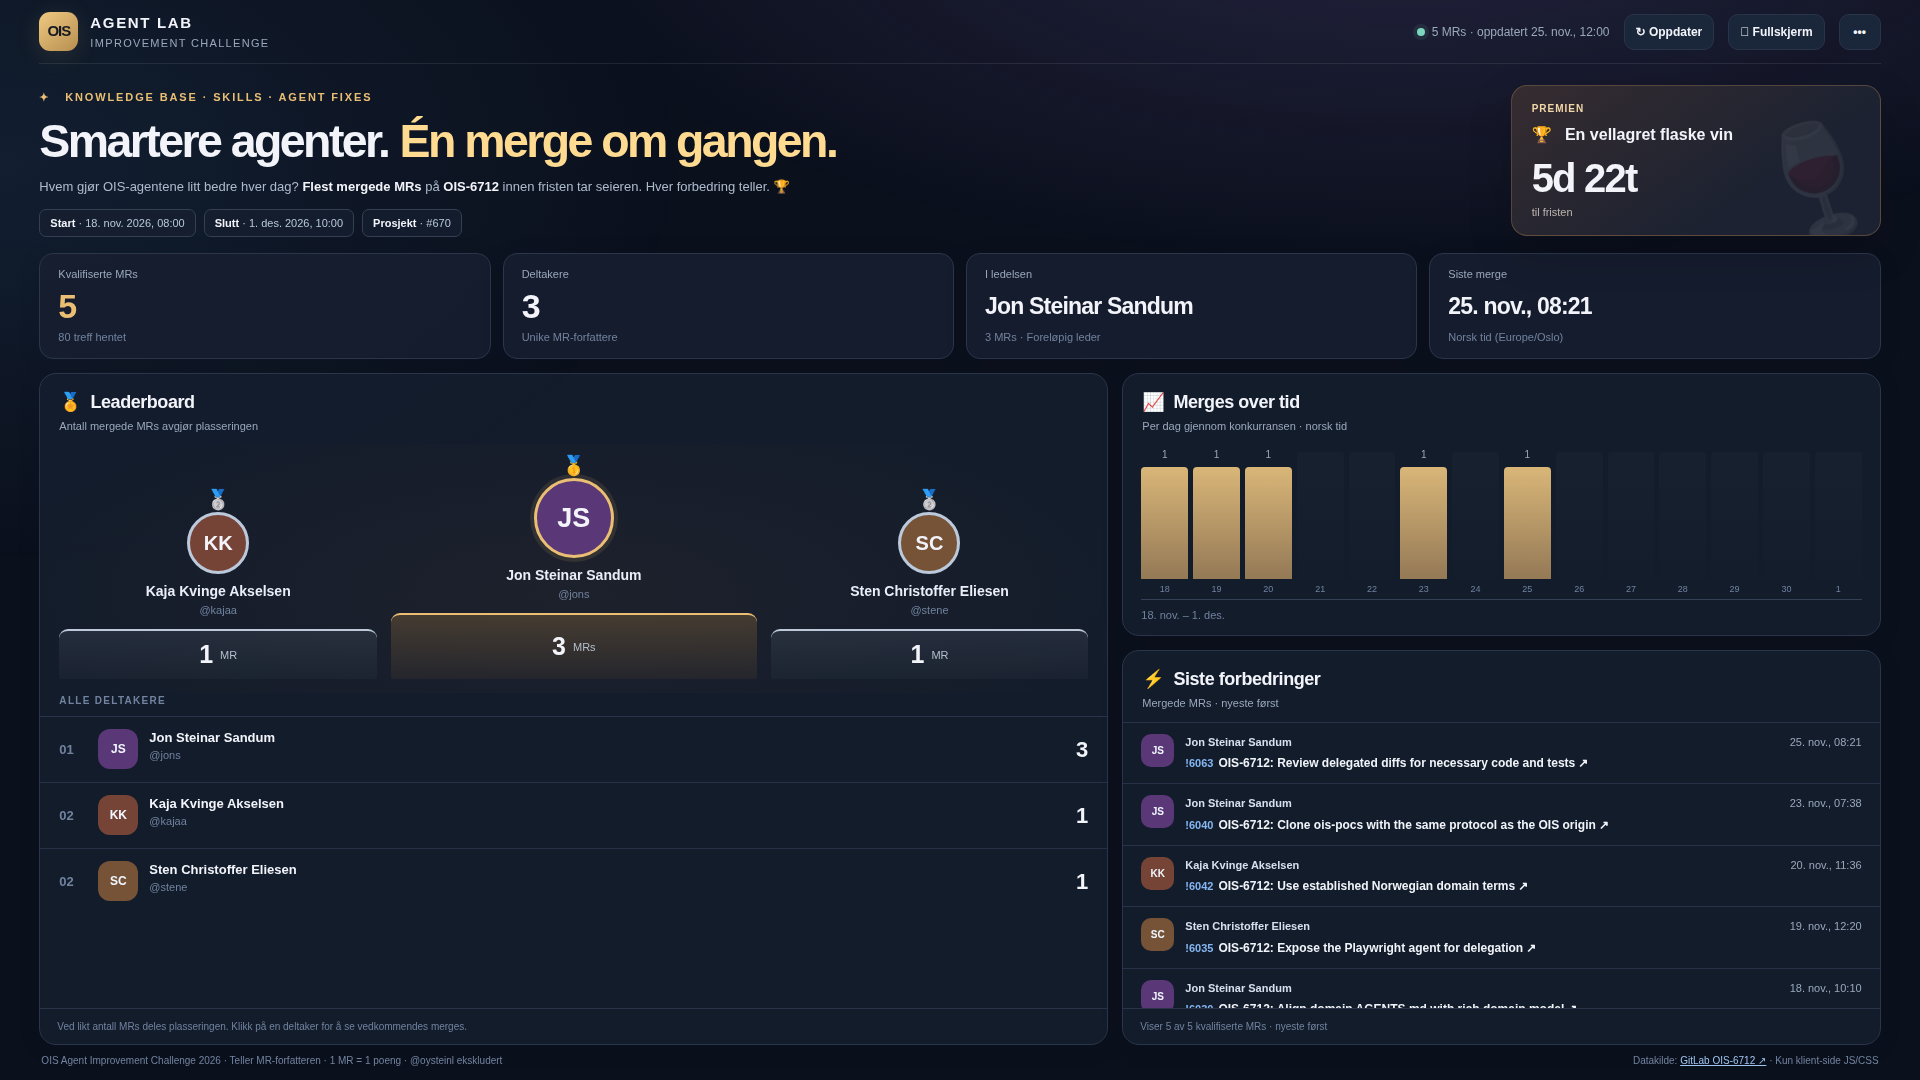 OIS
AGENT LAB
IMPROVEMENT CHALLENGE
5 MRs · oppdatert 25. nov., 12:00
↻ Oppdater
Fullskjerm
•••
✦ KNOWLEDGE BASE · SKILLS · AGENT FIXES
Smartere agenter. Én merge om gangen.
Hvem gjør OIS-agentene litt bedre hver dag? Flest mergede MRs på OIS-6712 innen fristen tar seieren. Hver forbedring teller. 🏆
Start · 18. nov. 2026, 08:00
Slutt · 1. des. 2026, 10:00
Prosjekt · #670
PREMIEN
🏆 En vellagret flaske vin
5d 22t
til fristen
Kvalifiserte MRs
5
80 treff hentet
Deltakere
3
Unike MR-forfattere
I ledelsen
Jon Steinar Sandum
3 MRs · Foreløpig leder
Siste merge
25. nov., 08:21
Norsk tid (Europe/Oslo)
🏅 Leaderboard
Antall mergede MRs avgjør plasseringen
🥈
KK
Kaja Kvinge Akselsen
@kajaa
1 MR
🥇
JS
Jon Steinar Sandum
@jons
3 MRs
🥈
SC
Sten Christoffer Eliesen
@stene
1 MR
ALLE DELTAKERE
01 JS Jon Steinar Sandum 3
@jons
02 KK Kaja Kvinge Akselsen 1
@kajaa
02 SC Sten Christoffer Eliesen 1
@stene
Ved likt antall MRs deles plasseringen. Klikk på en deltaker for å se vedkommendes merges.
📈 Merges over tid
Per dag gjennom konkurransen · norsk tid
1 1 1 1 1
18 19 20 21 22 23 24 25 26 27 28 29 30 1
18. nov. – 1. des.
⚡ Siste forbedringer
Mergede MRs · nyeste først
JS Jon Steinar Sandum 25. nov., 08:21
!6063 OIS-6712: Review delegated diffs for necessary code and tests ↗
JS Jon Steinar Sandum 23. nov., 07:38
!6040 OIS-6712: Clone ois-pocs with the same protocol as the OIS origin ↗
KK Kaja Kvinge Akselsen 20. nov., 11:36
!6042 OIS-6712: Use established Norwegian domain terms ↗
SC Sten Christoffer Eliesen 19. nov., 12:20
!6035 OIS-6712: Expose the Playwright agent for delegation ↗
JS Jon Steinar Sandum 18. nov., 10:10
OIS-6712: Align domain AGENTS.md with rich domain model ↗
Viser 5 av 5 kvalifiserte MRs · nyeste først
OIS Agent Improvement Challenge 2026 · Teller MR-forfatteren · 1 MR = 1 poeng · @oysteinl ekskludert
Datakilde: GitLab OIS-6712 ↗ · Kun klient-side JS/CSS